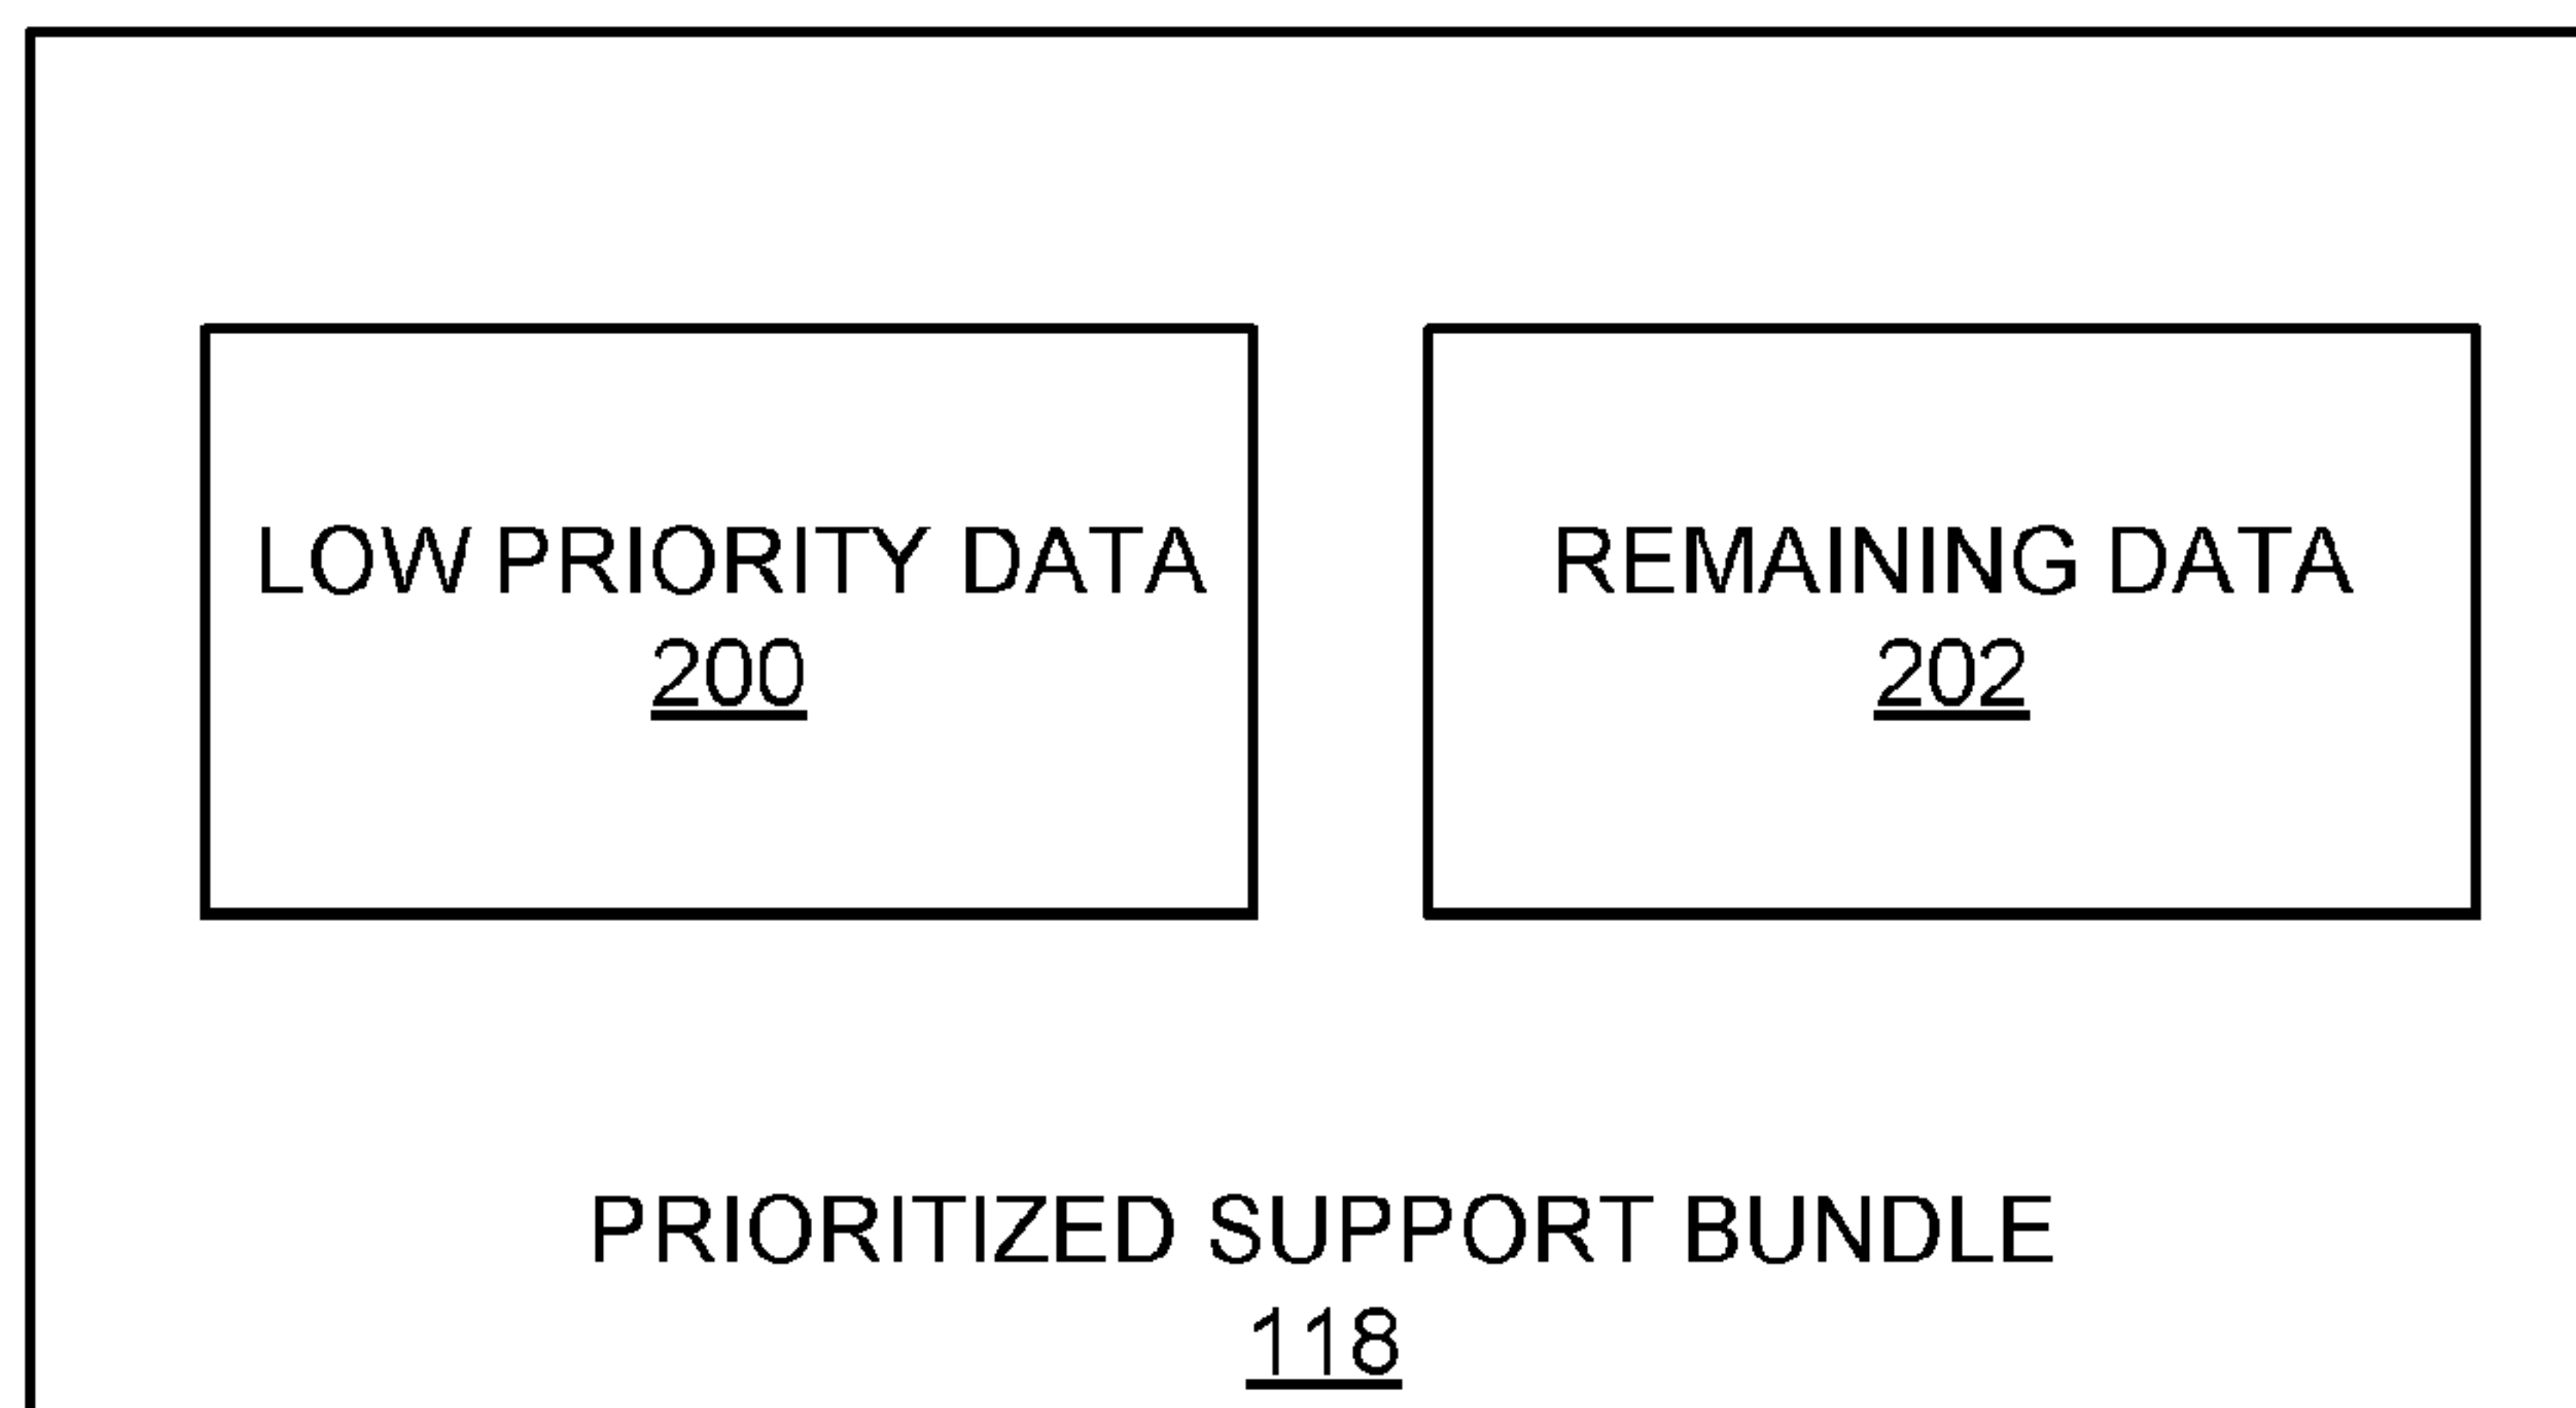 LOW PRIORITY DATA
200
REMAINING DATA
202
PRIORITIZED SUPPORT BUNDLE
118